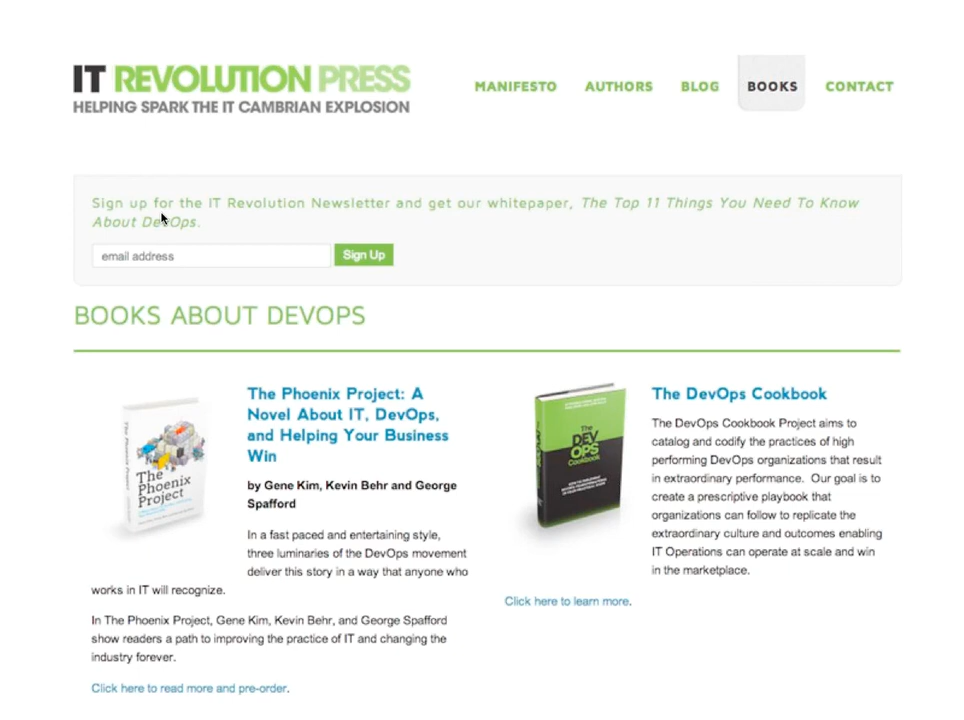 IT REVOLUTION PRESS
HELPING SPARK THE IT CAMBRIAN EXPLOSION
MANIFESTO AUTHORS BLOG BOOKS CONTACT
Sign up for the IT Revolution Newsletter and get our whitepaper, The Top 11 Things You Need To Know
About DevOps.
email address Sign Up
BOOKS ABOUT DEVOPS
The Phoenix Project
The Phoenix Project: A
Novel About IT, DevOps,
and Helping Your Business
Win
by Gene Kim, Kevin Behr and George
Spafford
In a fast paced and entertaining style,
three luminaries of the DevOps movement
deliver this story in a way that anyone who
works in IT will recognize.
In The Phoenix Project, Gene Kim, Kevin Behr, and George Spafford
show readers a path to improving the practice of IT and changing the
industry forever.
Click here to read more and pre-order.
The
DEV
OPS
Cookbook
The DevOps Cookbook
The DevOps Cookbook Project aims to
catalog and codify the practices of high
performing DevOps organizations that result
in extraordinary performance. Our goal is to
create a prescriptive playbook that
organizations can follow to replicate the
extraordinary culture and outcomes enabling
IT Operations can operate at scale and win
in the marketplace.
Click here to learn more.